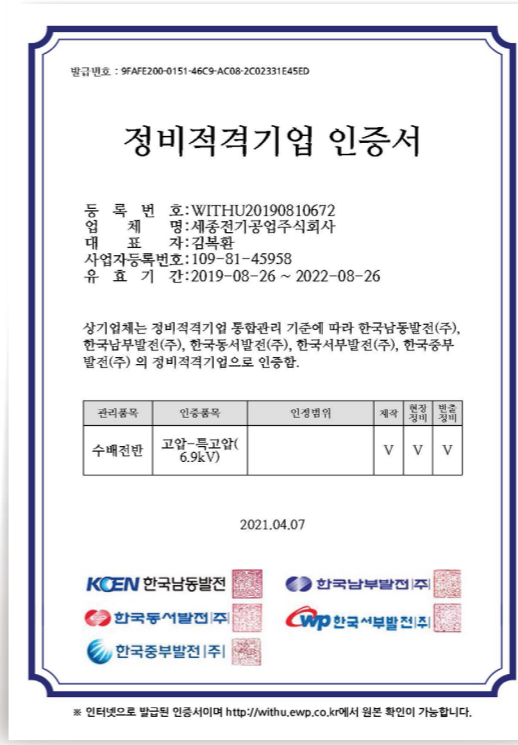 발급번호 : 9FAFE200-0151-46C9-AC08-2C02331E45ED
정비적격기업 인증서
등 록 번 호:WITHU20190810672
업 체 명:세종전기공업주식회사
대 표 자:김복환
사업자등록번호:109-81-45958
유 효 기 간:2019-08-26 ~ 2022-08-26
상기업체는 정비적격기업 통합관리 기준에 따라 한국남동발전(주),
한국남부발전(주), 한국동서발전(주), 한국서부발전(주), 한국중부
발전(주) 의 정비적격기업으로 인증함.
관리품목 인증품목 인정범위 제작 현장정비 반출정비
수배전반 고압-특고압(6.9kV) V V V
2021.04.07
KOEN 한국남동발전 한국남부발전|주|
한국동서발전|주| ewp 한국서부발전|주|
한국중부발전|주|
※ 인터넷으로 발급된 인증서이며 http://withu.ewp.co.kr에서 원본 확인이 가능합니다.